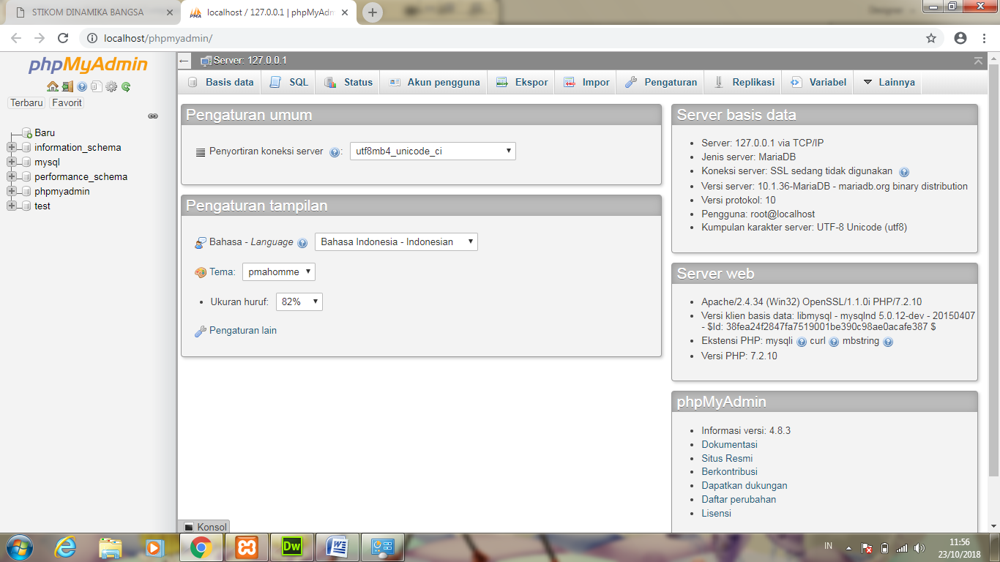 STIKOM DINAMIKA BANGSA
localhost / 127.0.0.1 | phpMyAdm
localhost/phpmyadmin/
phpMyAdmin
Terbaru Favorit
Baru
information_schema
mysql
performance_schema
phpmyadmin
test
Server: 127.0.0.1
Basis data SQL Status Akun pengguna Ekspor Impor Pengaturan Replikasi Variabel Lainnya
Pengaturan umum
Penyortiran koneksi server : utf8mb4_unicode_ci
Pengaturan tampilan
Bahasa - Language Bahasa Indonesia - Indonesian
Tema: pmahomme
• Ukuran huruf: 82%
Pengaturan lain
Server basis data
• Server: 127.0.0.1 via TCP/IP
• Jenis server: MariaDB
• Koneksi server: SSL sedang tidak digunakan
• Versi server: 10.1.36-MariaDB - mariadb.org binary distribution
• Versi protokol: 10
• Pengguna: root@localhost
• Kumpulan karakter server: UTF-8 Unicode (utf8)
Server web
• Apache/2.4.34 (Win32) OpenSSL/1.1.0i PHP/7.2.10
• Versi klien basis data: libmysql - mysqlnd 5.0.12-dev - 20150407
- $Id: 38fea24f2847fa7519001be390c98ae0acafe387 $
• Ekstensi PHP: mysqli curl mbstring
• Versi PHP: 7.2.10
phpMyAdmin
• Informasi versi: 4.8.3
• Dokumentasi
• Situs Resmi
• Berkontribusi
• Dapatkan dukungan
• Daftar perubahan
• Lisensi
Konsol
Dw
IN
11:56
23/10/2018